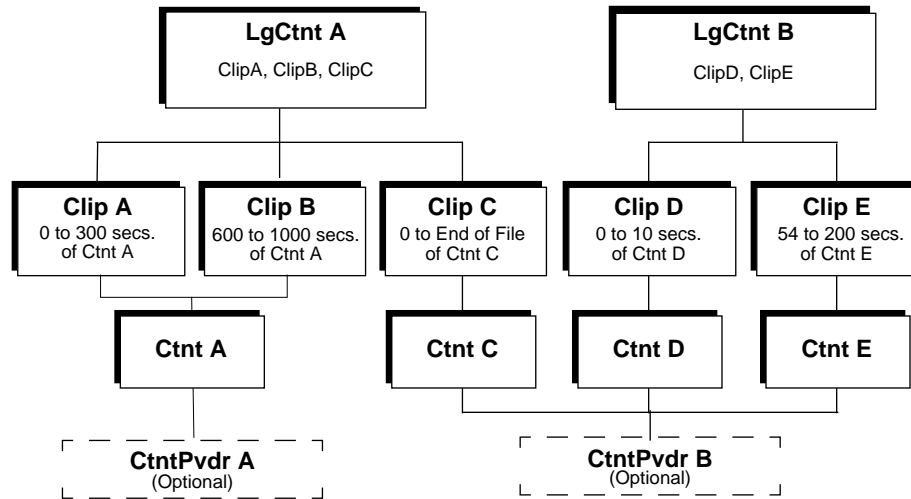 LgCtnt A
ClipA, ClipB, ClipC
LgCtnt B
ClipD, ClipE
Clip A
0 to 300 secs.
of Ctnt A
Clip B
600 to 1000 secs.
of Ctnt A
Clip C
0 to End of File
of Ctnt C
Clip D
0 to 10 secs.
of Ctnt D
Clip E
54 to 200 secs.
of Ctnt E
Ctnt A
Ctnt C
Ctnt D
Ctnt E
CtntPvdr A
(Optional)
CtntPvdr B
(Optional)